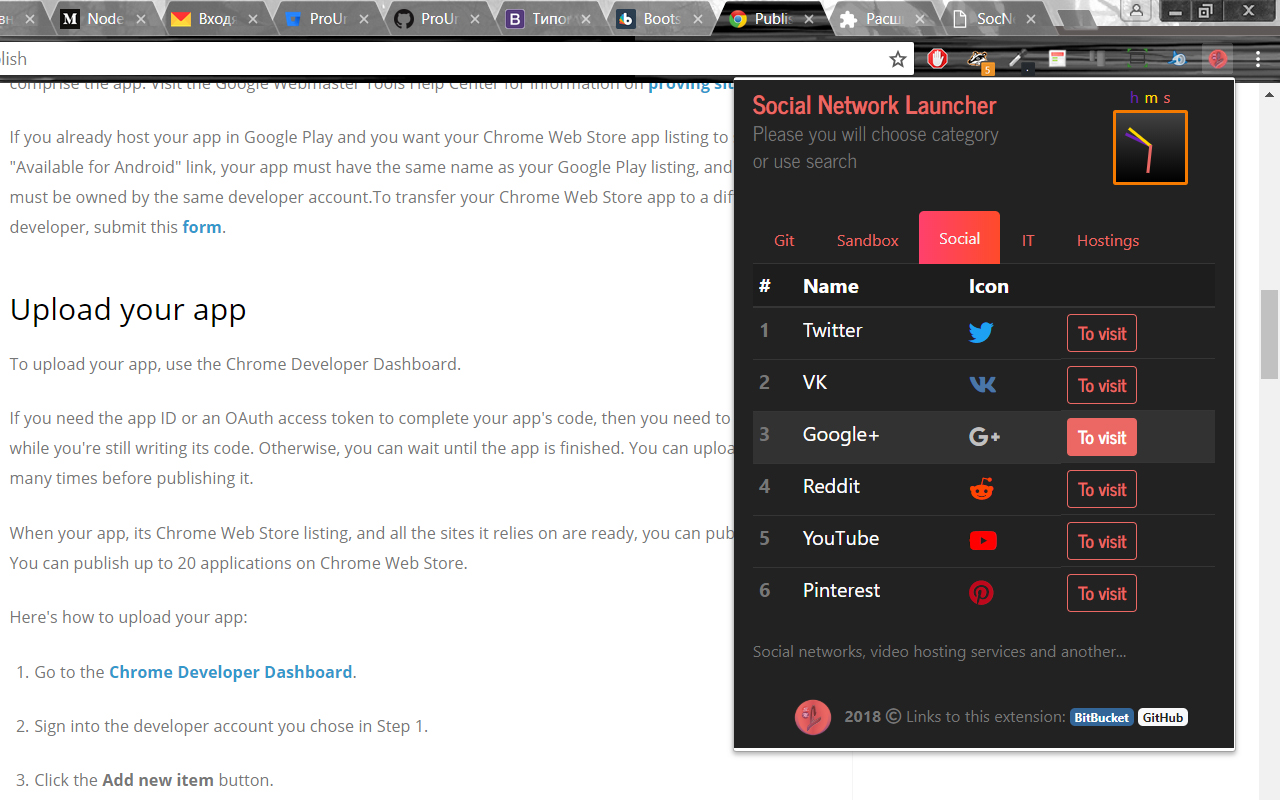 Node
Входя
ProUr
ProUr
Типог
Boots
Publis
Расш
SocNe
lish
5
comprise the app. Visit the Google Webmaster Tools Help Center for information on proving sit
If you already host your app in Google Play and you want your Chrome Web Store app listing to
"Available for Android" link, your app must have the same name as your Google Play listing, and
must be owned by the same developer account.To transfer your Chrome Web Store app to a dif
developer, submit this form.
Upload your app
To upload your app, use the Chrome Developer Dashboard.
If you need the app ID or an OAuth access token to complete your app's code, then you need to
while you're still writing its code. Otherwise, you can wait until the app is finished. You can uploa
many times before publishing it.
When your app, its Chrome Web Store listing, and all the sites it relies on are ready, you can pub
You can publish up to 20 applications on Chrome Web Store.
Here's how to upload your app:
1. Go to the Chrome Developer Dashboard.
2. Sign into the developer account you chose in Step 1.
3. Click the Add new item button.
Social Network Launcher
Please you will choose category
or use search
h m s
Git Sandbox Social IT Hostings
# Name Icon
1 Twitter To visit
2 VK To visit
3 Google+ G+ To visit
4 Reddit To visit
5 YouTube To visit
6 Pinterest To visit
Social networks, video hosting services and another...
2018 © Links to this extension: BitBucket GitHub